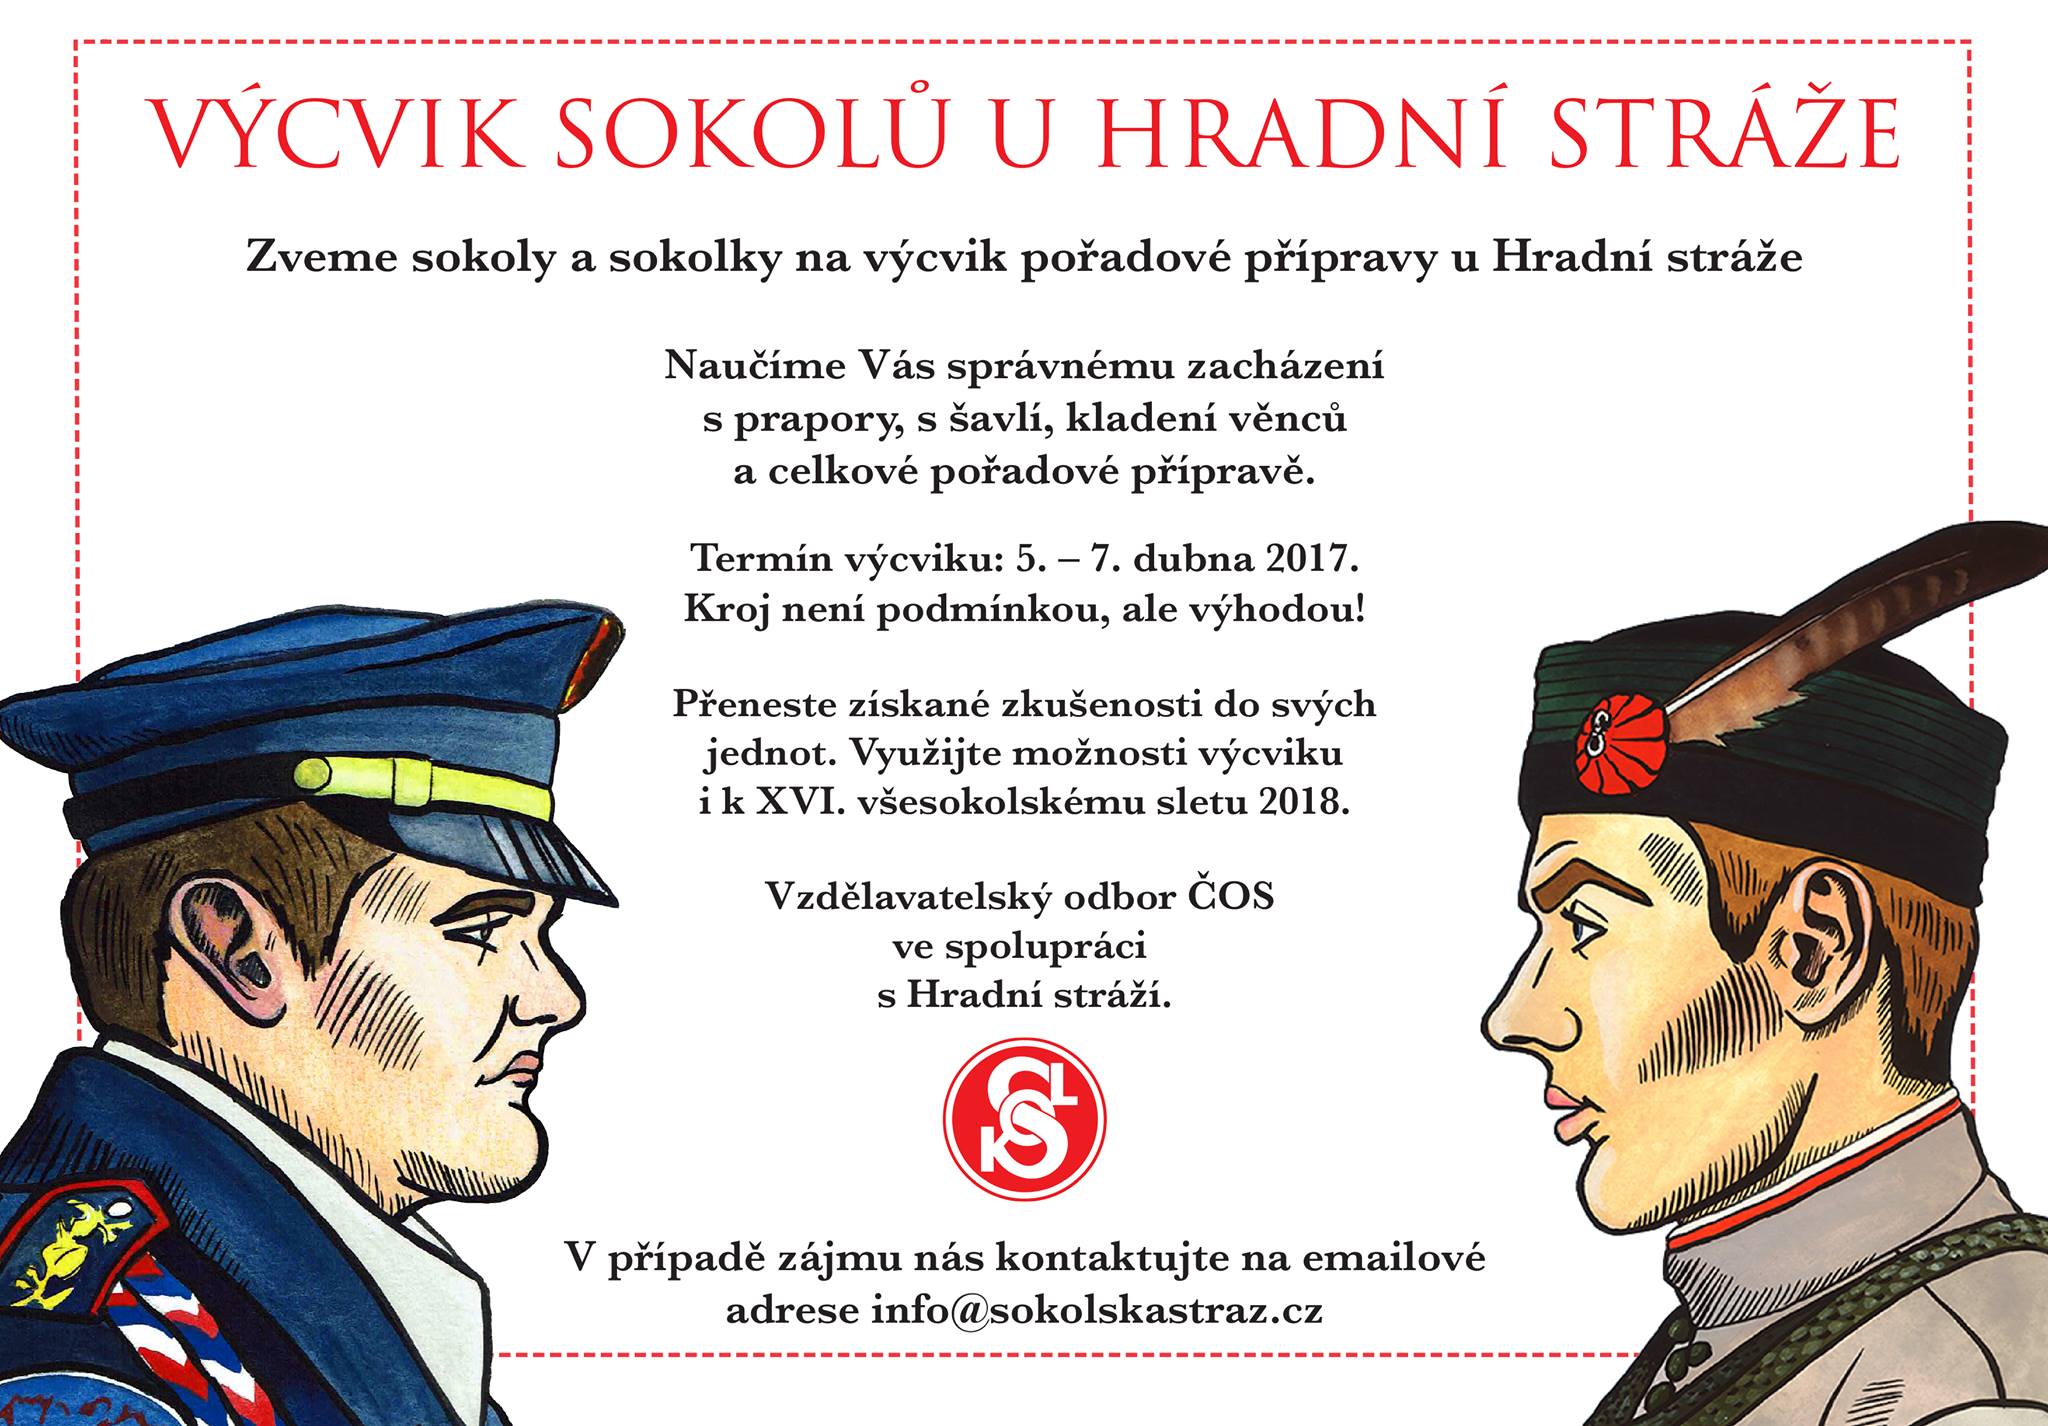 VÝCVIK SOKOLŮ U HRADNÍ STRÁŽE
Zveme sokoly a sokolky na výcvik pořadové přípravy u Hradní stráže
Naučíme Vás správnému zacházení
s prapory, s šavlí, kladení věnců
a celkové pořadové přípravě.
Termín výcviku: 5. – 7. dubna 2017.
Kroj není podmínkou, ale výhodou!
Přeneste získané zkušenosti do svých
jednot. Využijte možnosti výcviku
i k XVI. všesokolskému sletu 2018.
Vzdělavatelský odbor ČOS
ve spolupráci
s Hradní stráží.
SOKOL
V případě zájmu nás kontaktujte na emailové
adrese info@sokolskastraz.cz